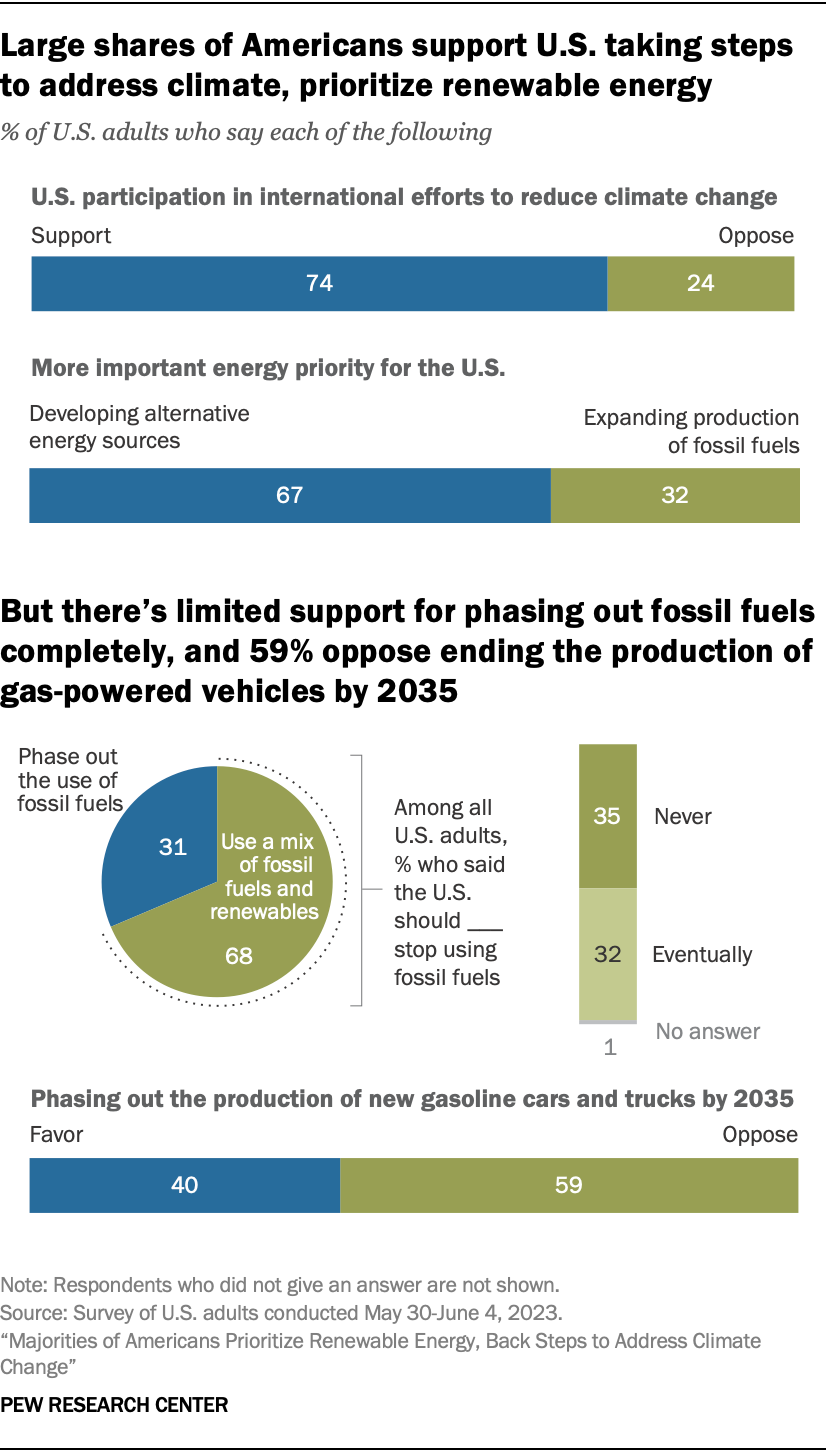 Large shares of Americans support U.S. taking steps
to address climate, prioritize renewable energy
% of U.S. adults who say each of the following
U.S. participation in international efforts to reduce climate change
Support
Oppose
74
24
More important energy priority for the U.S.
Developing alternative
energy sources
Expanding production
of fossil fuels
67
32
But there’s limited support for phasing out fossil fuels
completely, and 59% oppose ending the production of
gas-powered vehicles by 2035
Phase out
the use of
fossil fuels
31
Use a mix
of fossil
fuels and
renewables
68
Among all
U.S. adults,
% who said
the U.S.
should ___
stop using
fossil fuels
35
Never
32
Eventually
No answer
1
Phasing out the production of new gasoline cars and trucks by 2035
Favor
Oppose
40
59
Note: Respondents who did not give an answer are not shown.
Source: Survey of U.S. adults conducted May 30-June 4, 2023.
“Majorities of Americans Prioritize Renewable Energy, Back Steps to Address Climate
Change”
PEW RESEARCH CENTER